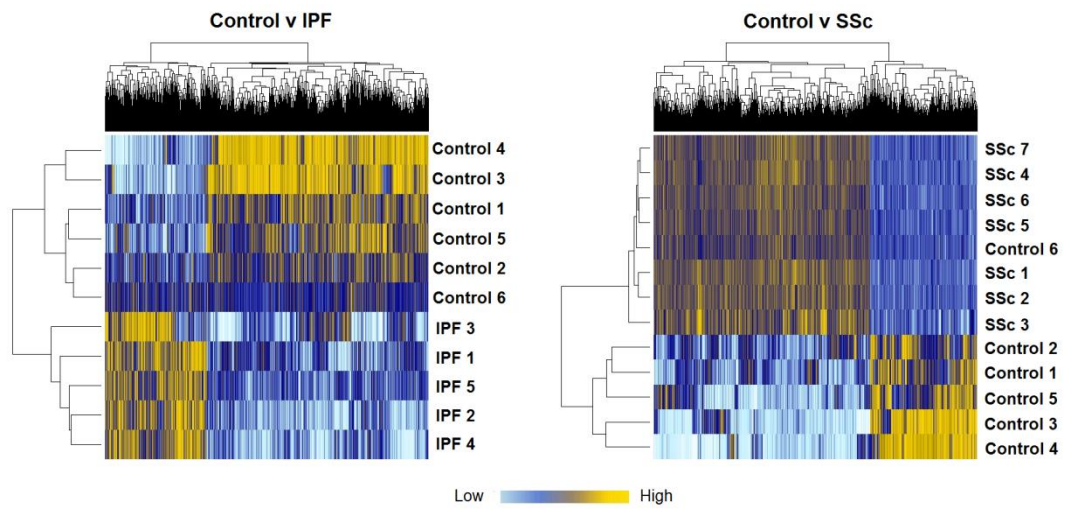 Control v IPF
Control 4
Control 3
Control 1
Control 5
Control 2
Control 6
IPF 3
IPF 1
IPF 5
IPF 2
IPF 4
Control v SSc
SSc 7
SSc 4
SSc 6
SSc 5
Control 6
SSc 1
SSc 2
SSc 3
Control 2
Control 1
Control 5
Control 3
Control 4
Low High